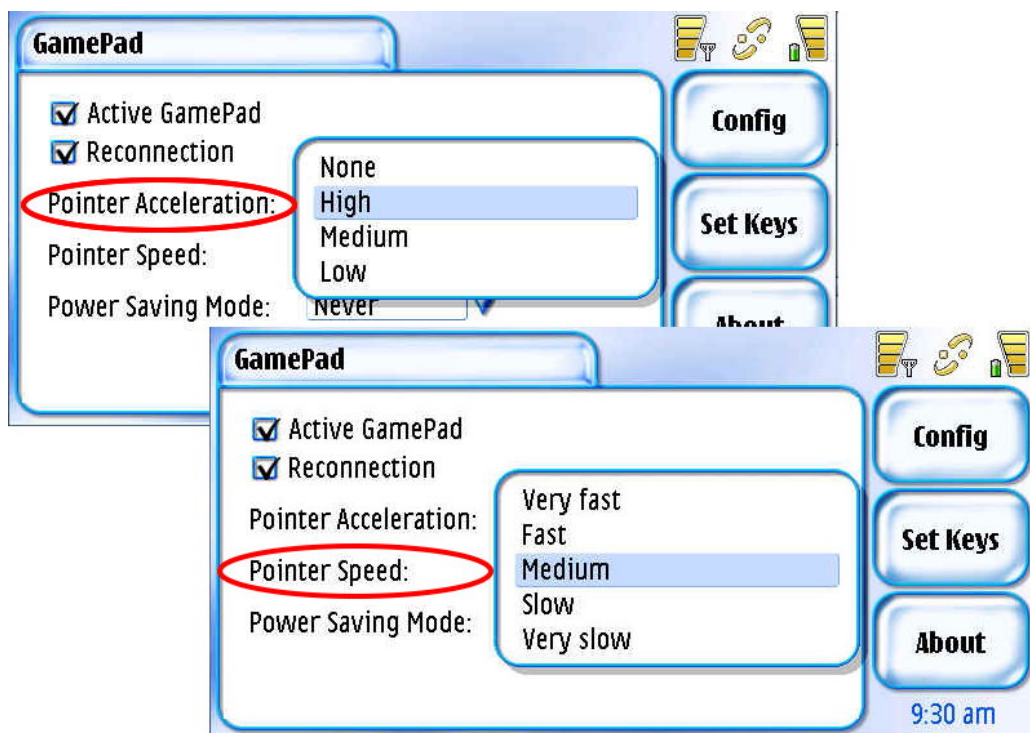 GamePad
Active GamePad
Reconnection
Pointer Acceleration:
None
High
Medium
Low
Pointer Speed:
Power Saving Mode:
Never
Config
Set Keys
About
GamePad
Active GamePad
Reconnection
Pointer Acceleration:
Pointer Speed:
Very fast
Fast
Medium
Slow
Very slow
Power Saving Mode:
Config
Set Keys
About
9:30 am